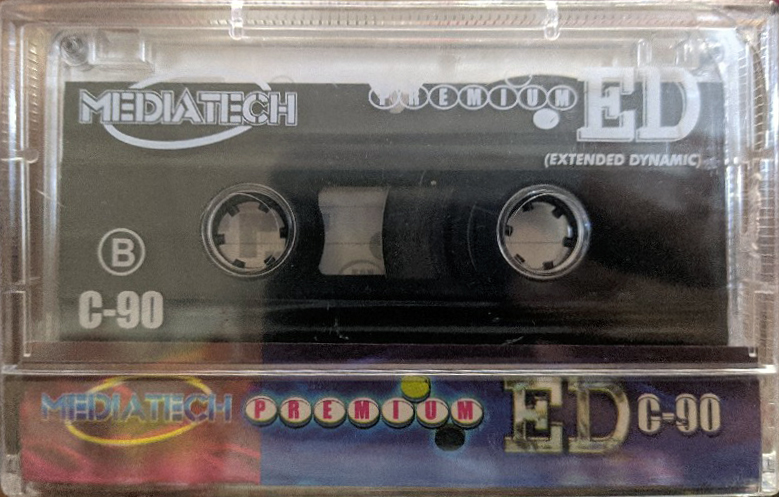 MEDIATECH PREMIUM ED
(EXTENDED DYNAMIC)
B
C-90
MEDIATECH PREMIUM ED C-90